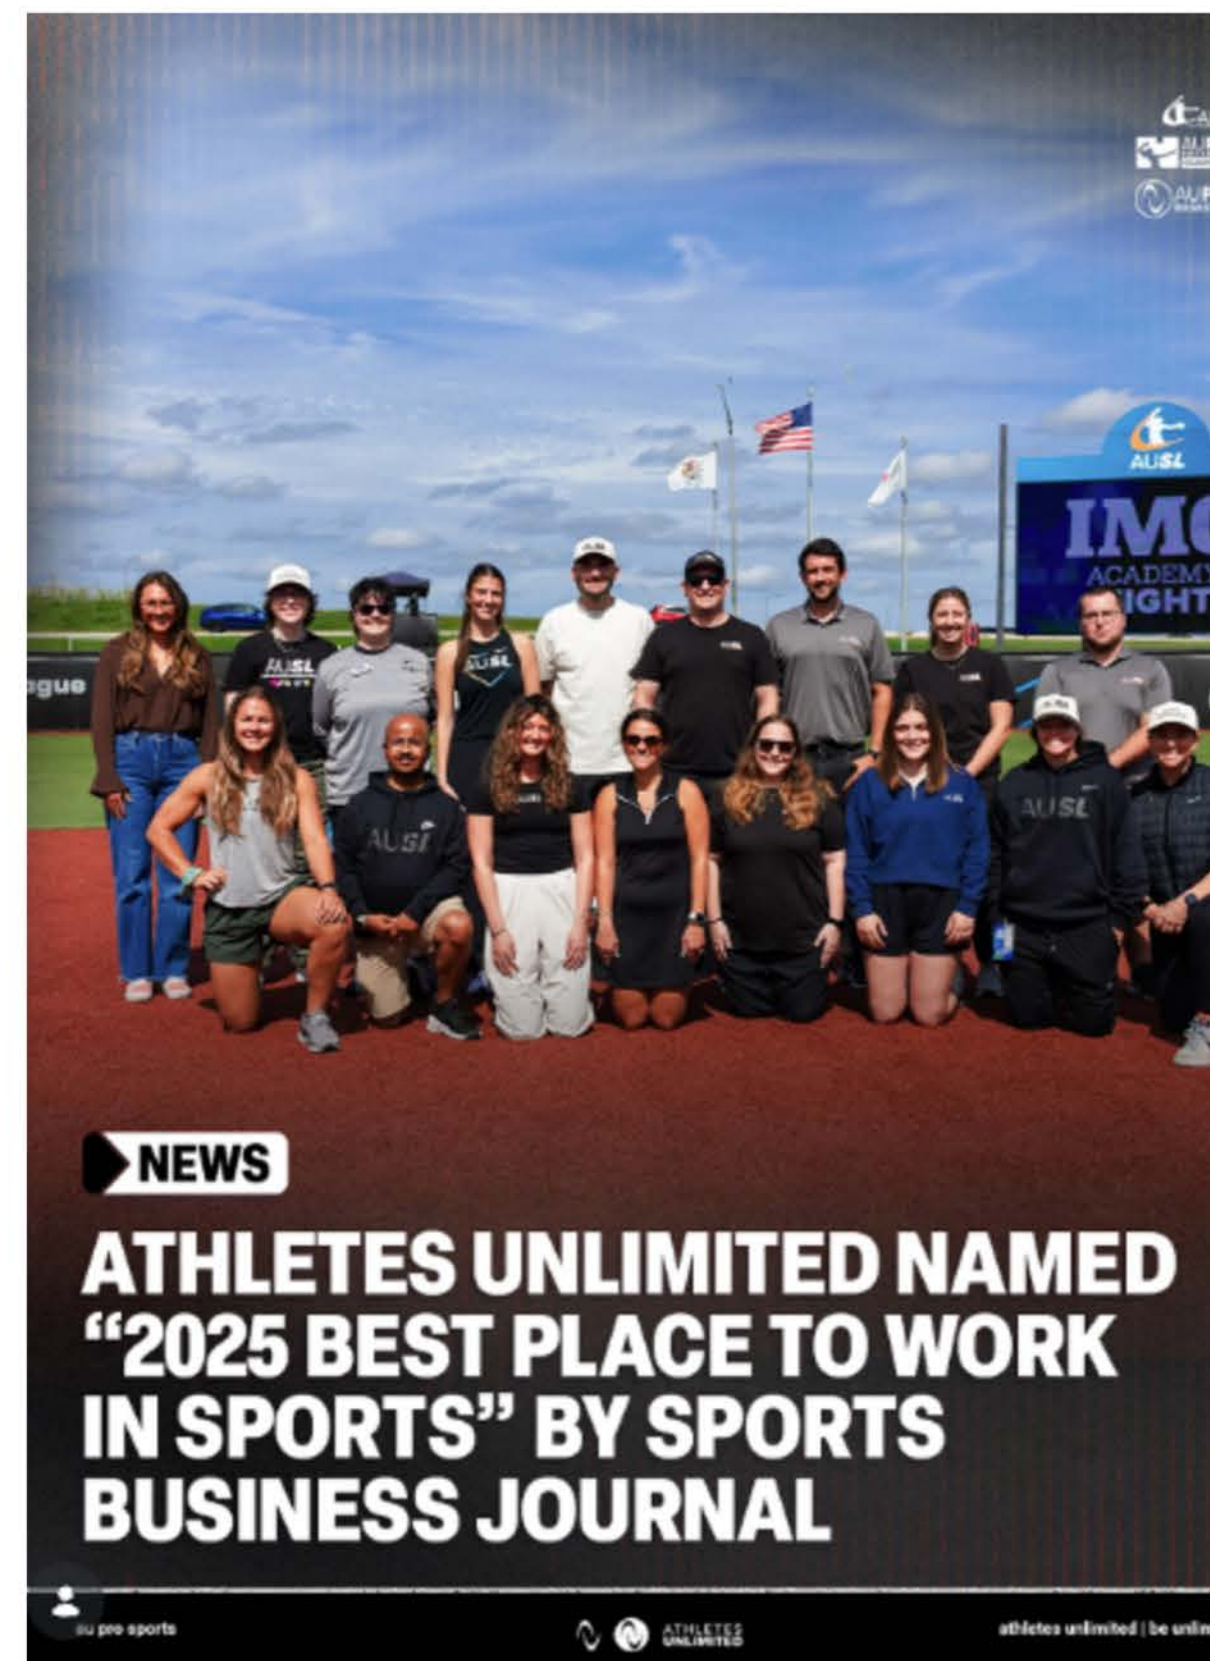 AUSL
IM
ACADEMY
IGHT
AUSL
AUSL
gue
AUSL
AUSL
NEWS
ATHLETES UNLIMITED NAMED
“2025 BEST PLACE TO WORK
IN SPORTS” BY SPORTS
BUSINESS JOURNAL
au pro sports
ATHLETES
UNLIMITED
athletes unlimited | be unlim